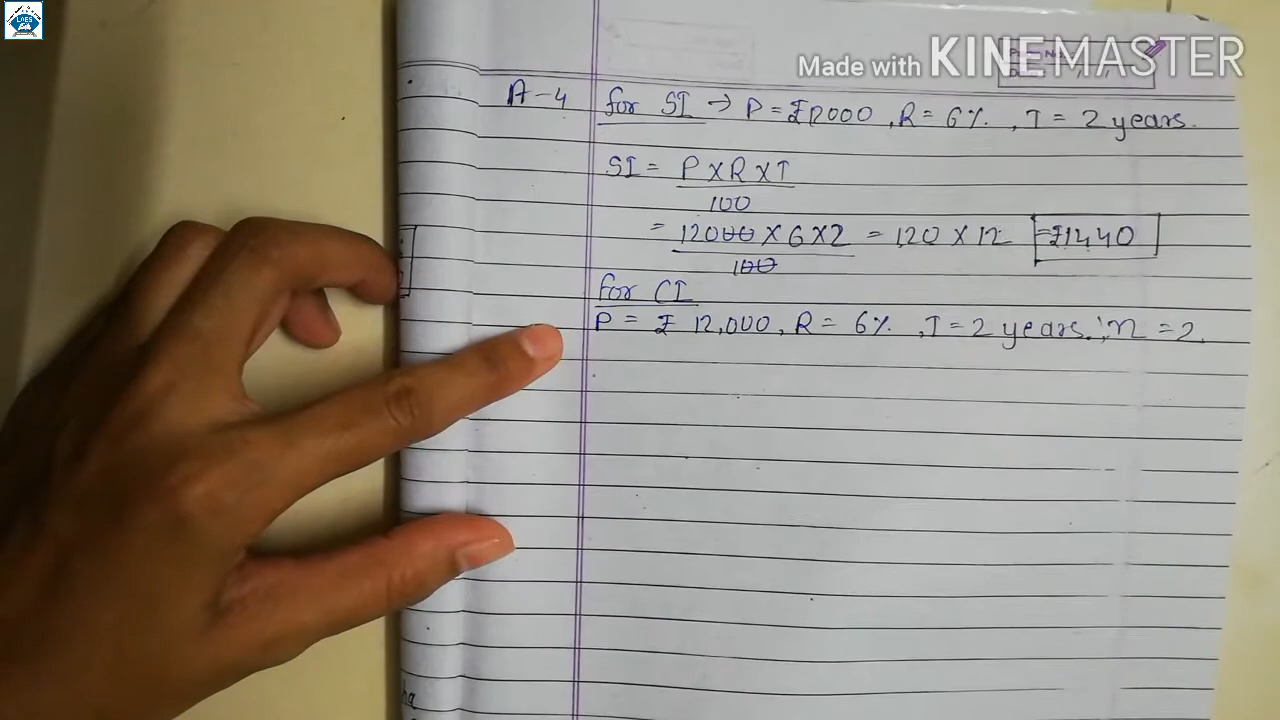 LAES
Made with KINEMASTER
A-4 for SI → P = ₹12000, R = 6%, T = 2 years.
SI = P × R × T
100
= 12000 × 6 × 2 = 120 × 12 = ₹1440
100
for CI
P = ₹ 12,000, R = 6%, T = 2 years. ∴ n = 2.